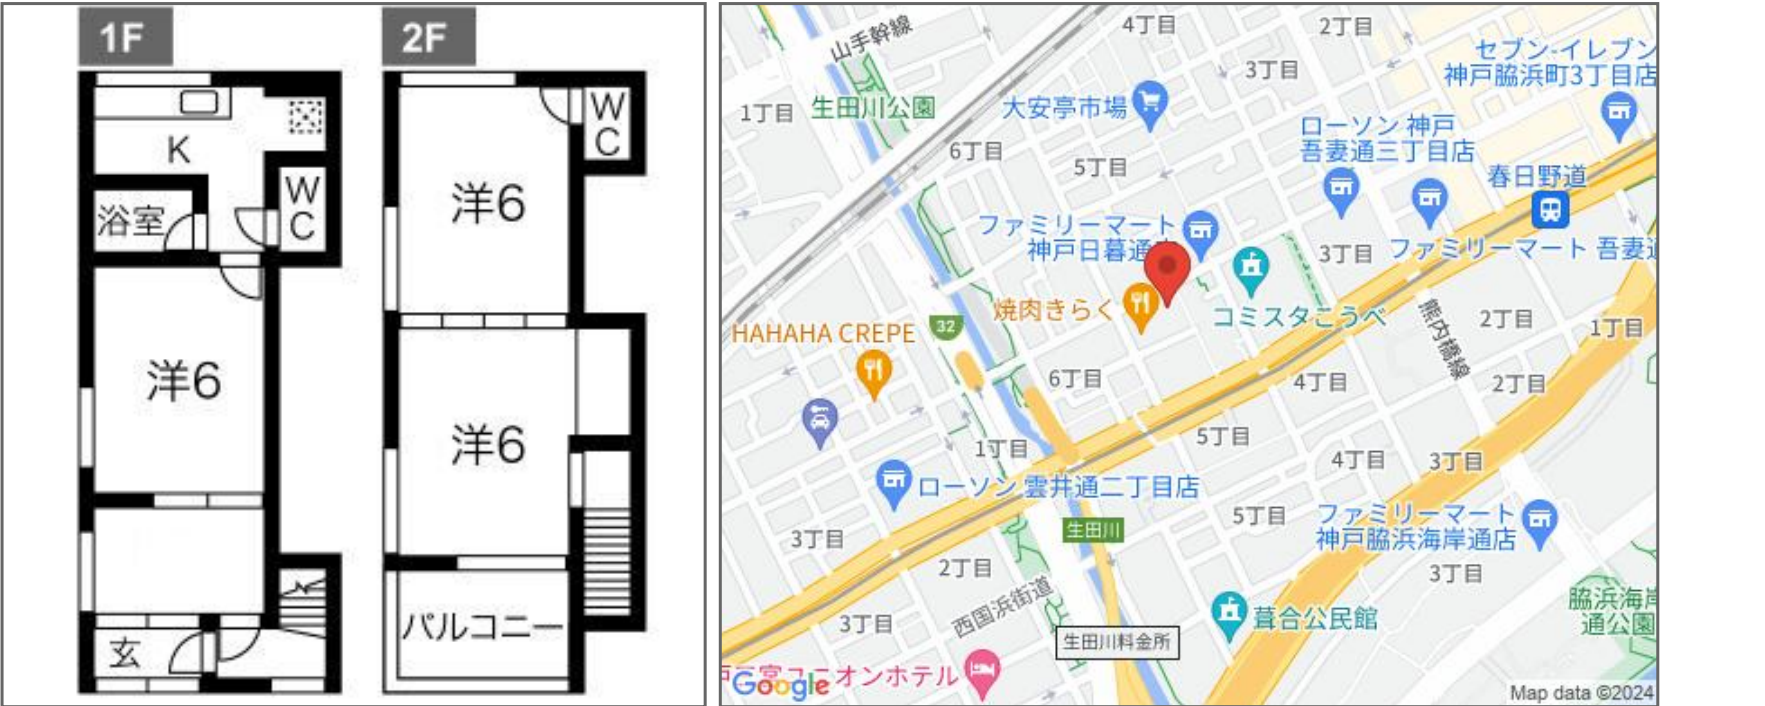 1F
2F
K
浴室
WC
洋6
玄
WC
洋6
洋6
バルコニー
山手幹線
4丁目
2丁目
セブン-イレブン
神戸脇浜町3丁目店
3丁目
1丁目
生田川公園
大安亭市場
6丁目
5丁目
ローソン 神戸
吾妻通三丁目店
春日野道
ファミリーマート
神戸日暮通
3丁目
ファミリーマート 吾妻通
焼肉きらく
コミスタこうべ
HAHAHA CREPE
32
熊内橋線
2丁目
1丁目
6丁目
4丁目
2丁目
1丁目
5丁目
4丁目
3丁目
ローソン 雲井通二丁目店
生田川
5丁目
ファミリーマート
神戸脇浜海岸通店
3丁目
2丁目
3丁目
西国浜街道
3丁目
葺合公民館
脇浜海岸
通公園
生田川料金所
オンホテル
Google
Map data ©2024